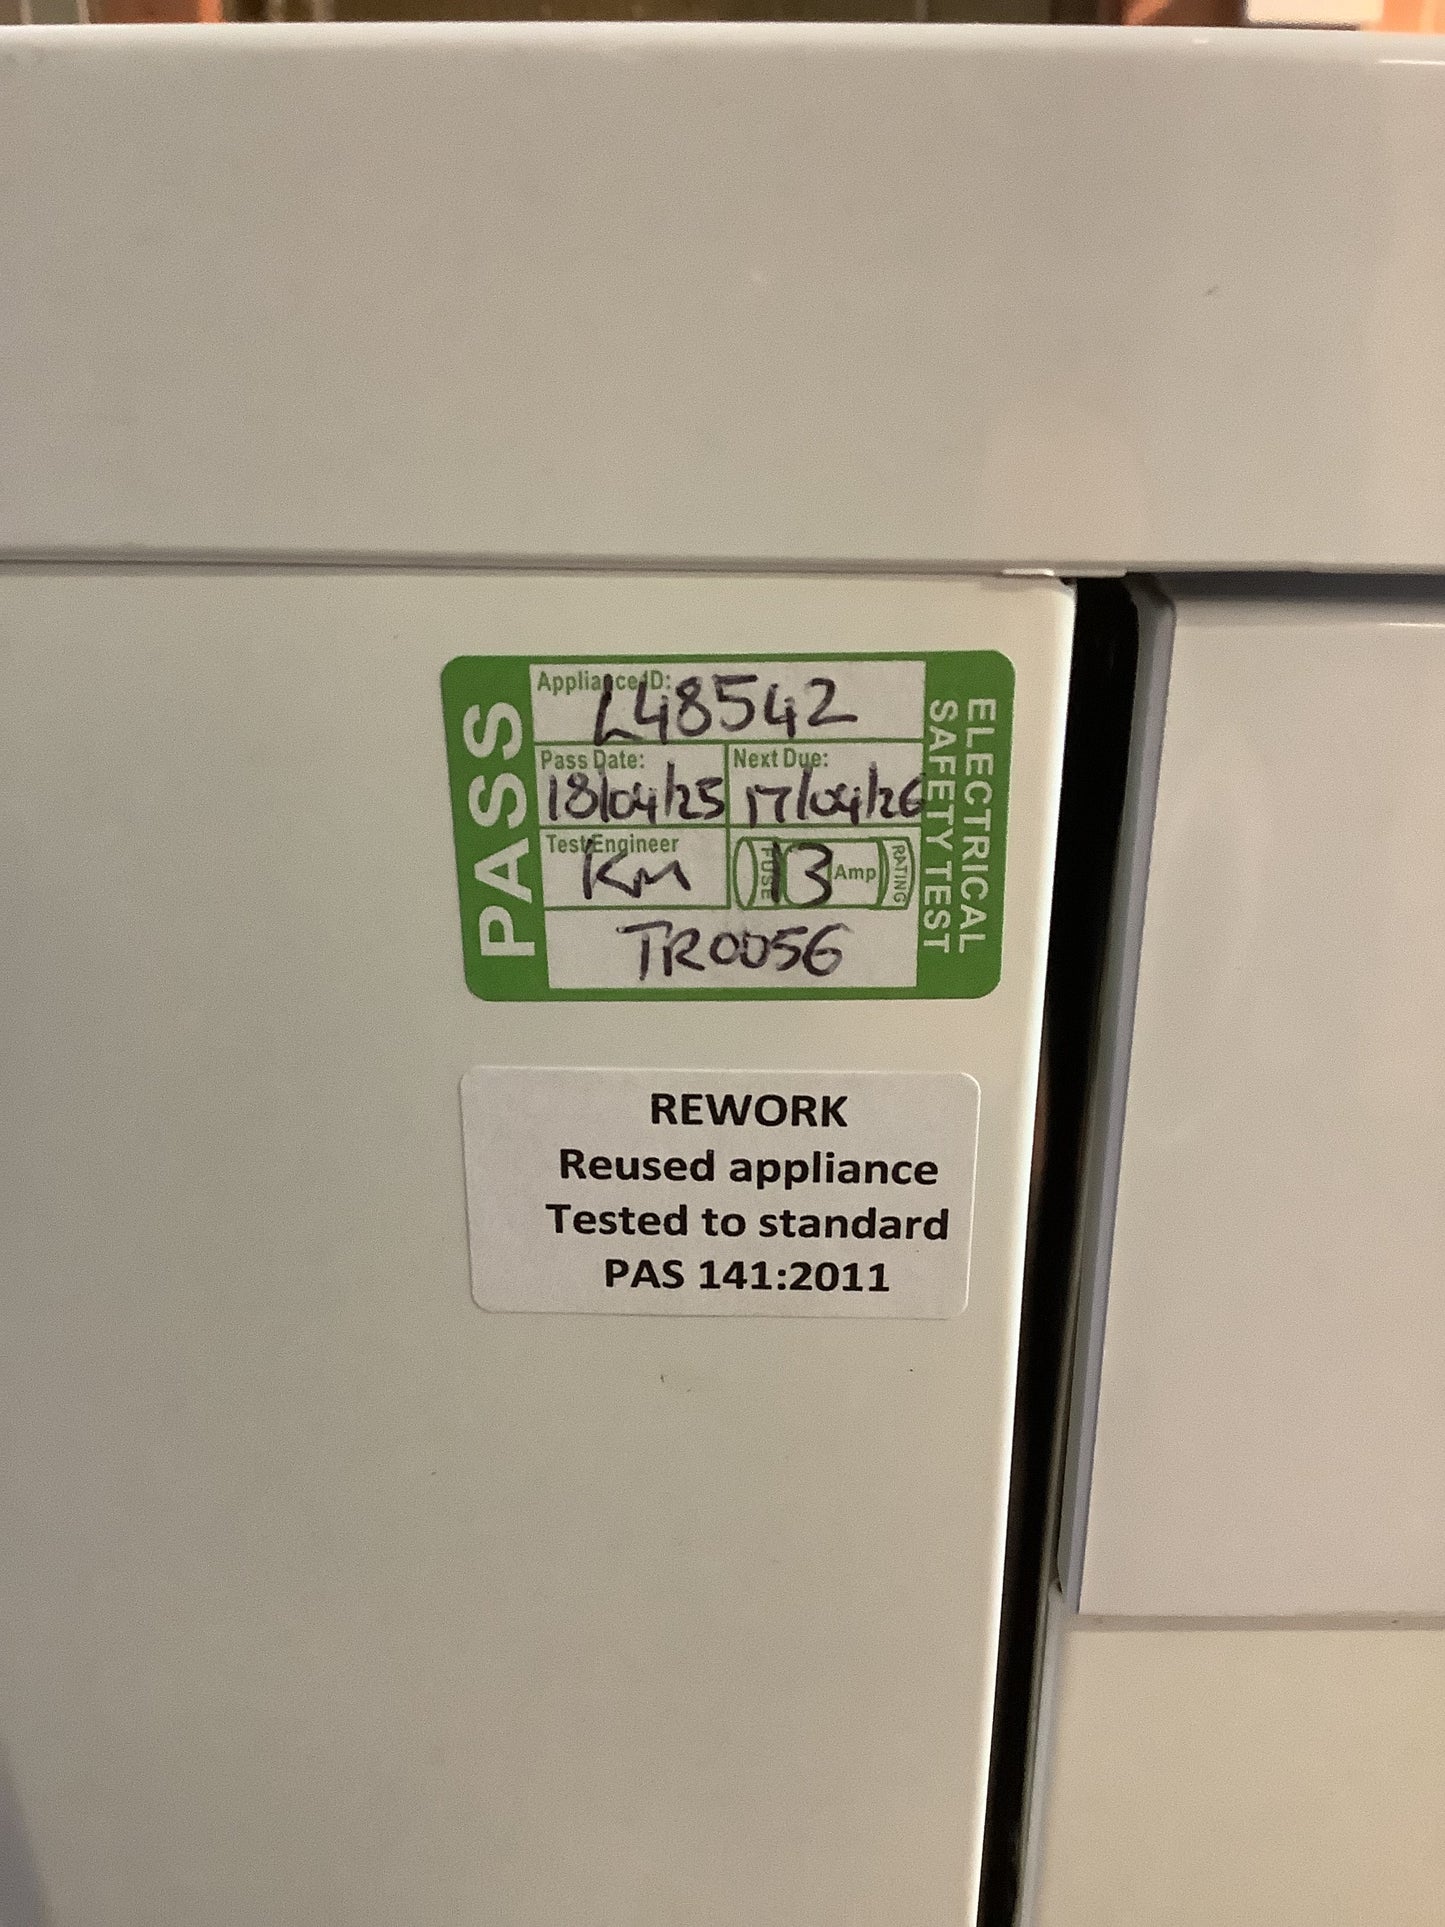 PASS
Appliance ID: L48542
Pass Date: Next Due:
18/04/25 17/04/26
Test Engineer
KM FUSE 13 Amp RATING
TR0056
ELECTRICAL
SAFETY TEST
REWORK
Reused appliance
Tested to standard
PAS 141:2011